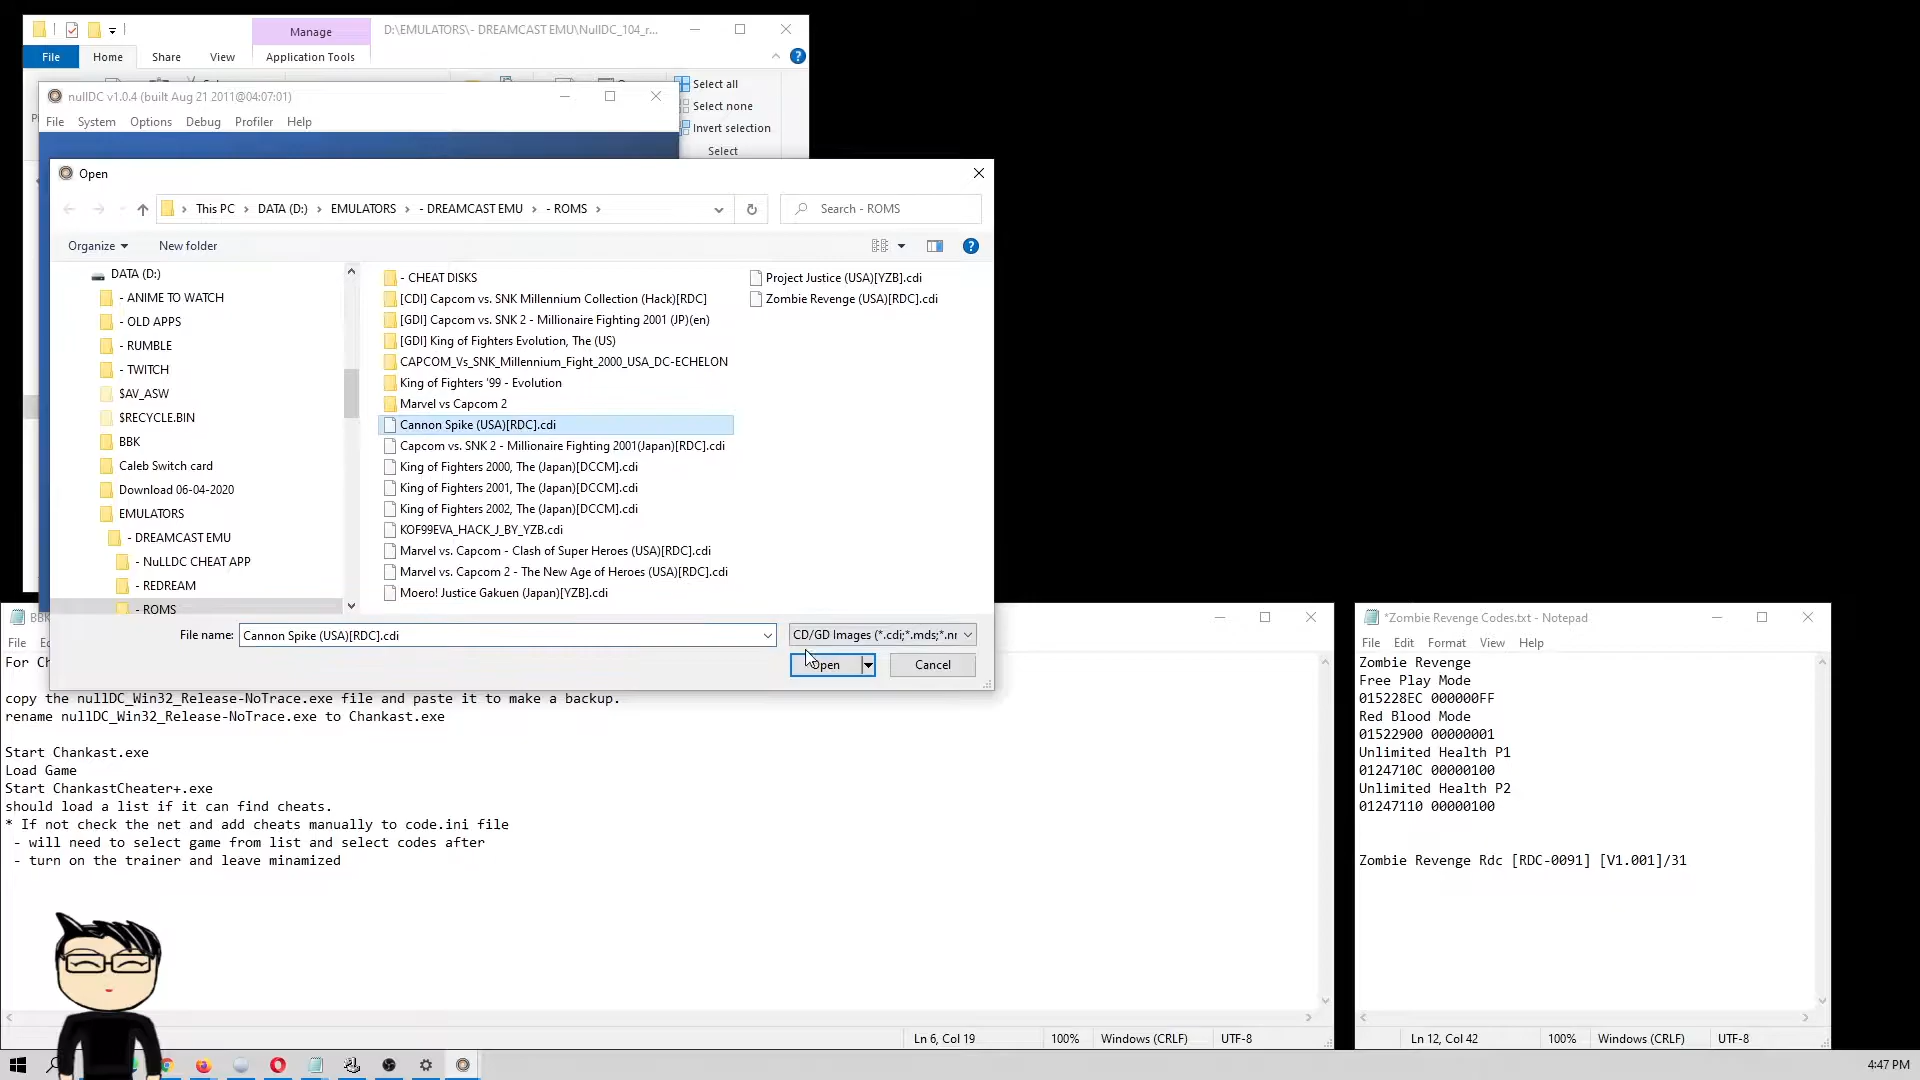 Manage
D:\EMULATORS\- DREAMCAST EMU\NullDC_104_r...
File
Home
Share
View
Application Tools
Select all
Select none
Invert selection
Select
nullDC v1.0.4 (built Aug 21 2011@04:07:01)
File System Options Debug Profiler Help
Open
This PC > DATA (D:) > EMULATORS > - DREAMCAST EMU > - ROMS >
Search - ROMS
Organize
New folder
DATA (D:)
- ANIME TO WATCH
- OLD APPS
- RUMBLE
- TWITCH
$AV_ASW
$RECYCLE.BIN
BBK
Caleb Switch card
Download 06-04-2020
EMULATORS
- DREAMCAST EMU
- NuLLDC CHEAT APP
- REDREAM
- ROMS
- CHEAT DISKS
[CDI] Capcom vs. SNK Millennium Collection (Hack)[RDC]
[GDI] Capcom vs. SNK 2 - Millionaire Fighting 2001 (JP)(en)
[GDI] King of Fighters Evolution, The (US)
CAPCOM_Vs_SNK_Millennium_Fight_2000_USA_DC-ECHELON
King of Fighters '99 - Evolution
Marvel vs Capcom 2
Cannon Spike (USA)[RDC].cdi
Capcom vs. SNK 2 - Millionaire Fighting 2001(Japan)[RDC].cdi
King of Fighters 2000, The (Japan)[DCCM].cdi
King of Fighters 2001, The (Japan)[DCCM].cdi
King of Fighters 2002, The (Japan)[DCCM].cdi
KOF99EVA_HACK_J_BY_YZB.cdi
Marvel vs. Capcom - Clash of Super Heroes (USA)[RDC].cdi
Marvel vs. Capcom 2 - The New Age of Heroes (USA)[RDC].cdi
Moero! Justice Gakuen (Japan)[YZB].cdi
Project Justice (USA)[YZB].cdi
Zombie Revenge (USA)[RDC].cdi
File name:
Cannon Spike (USA)[RDC].cdi
CD/GD Images (*.cdi;*.mds;*.nr
Open
Cancel
BBK
File
For Ch
copy the nullDC_Win32_Release-NoTrace.exe file and paste it to make a backup.
rename nullDC_Win32_Release-NoTrace.exe to Chankast.exe
Start Chankast.exe
Load Game
Start ChankastCheater+.exe
should load a list if it can find cheats.
* If not check the net and add cheats manually to code.ini file
- will need to select game from list and select codes after
- turn on the trainer and leave minamized
Ln 6, Col 19
100%
Windows (CRLF)
UTF-8
*Zombie Revenge Codes.txt - Notepad
File Edit Format View Help
Zombie Revenge
Free Play Mode
015228EC 000000FF
Red Blood Mode
01522900 00000001
Unlimited Health P1
0124710C 00000100
Unlimited Health P2
01247110 00000100
Zombie Revenge Rdc [RDC-0091] [V1.001]/31
Ln 12, Col 42
100%
Windows (CRLF)
UTF-8
4:47 PM